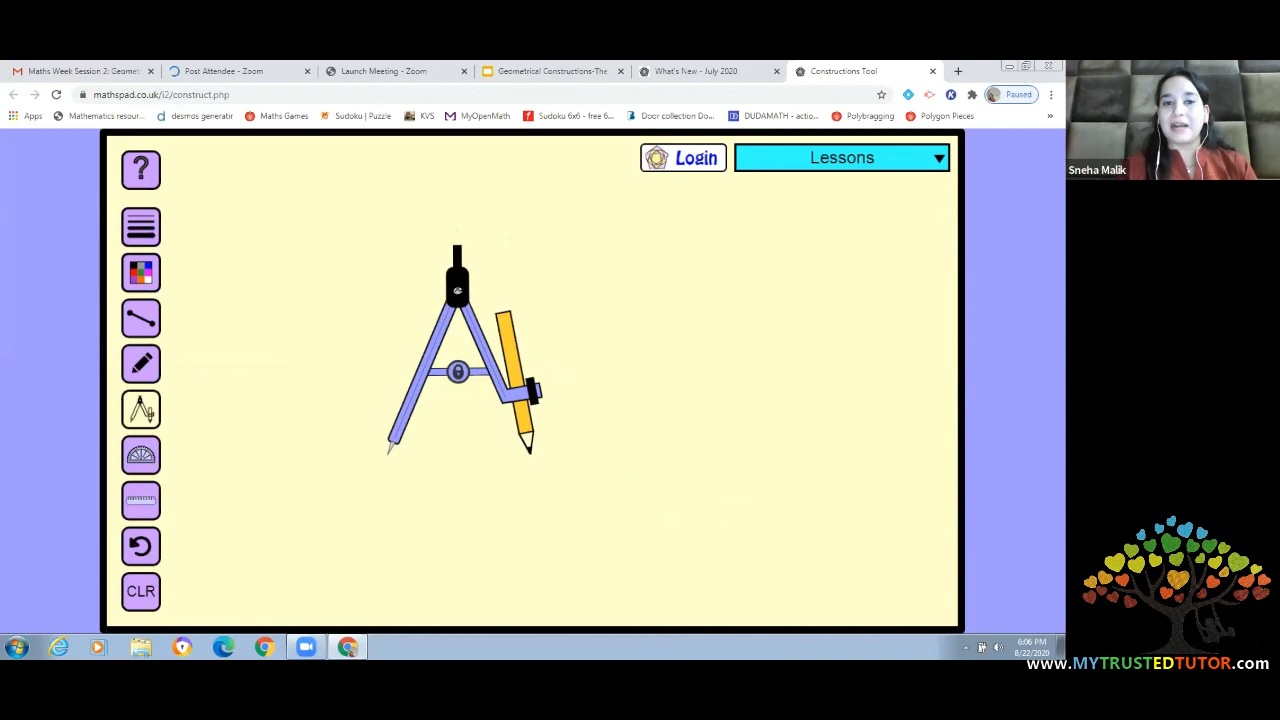 Maths Week Session 2: Geomet
Post Attendee - Zoom
Launch Meeting - Zoom
Geometrical Constructions-The
What's New - July 2020
Constructions Tool
mathspad.co.uk/i2/construct.php
Paused
Apps
Mathematics resour...
desmos generatir
Maths Games
Sudoku | Puzzle
KVS
MyOpenMath
Sudoku 6x6 - free 6...
Door collection Do...
DUDAMATH - actio...
Polybragging
Polygon Pieces
»
?
Login
Lessons
Sneha Malik
CLR
6:06 PM
8/22/2020
www.MYTRUSTEDTUTOR.com